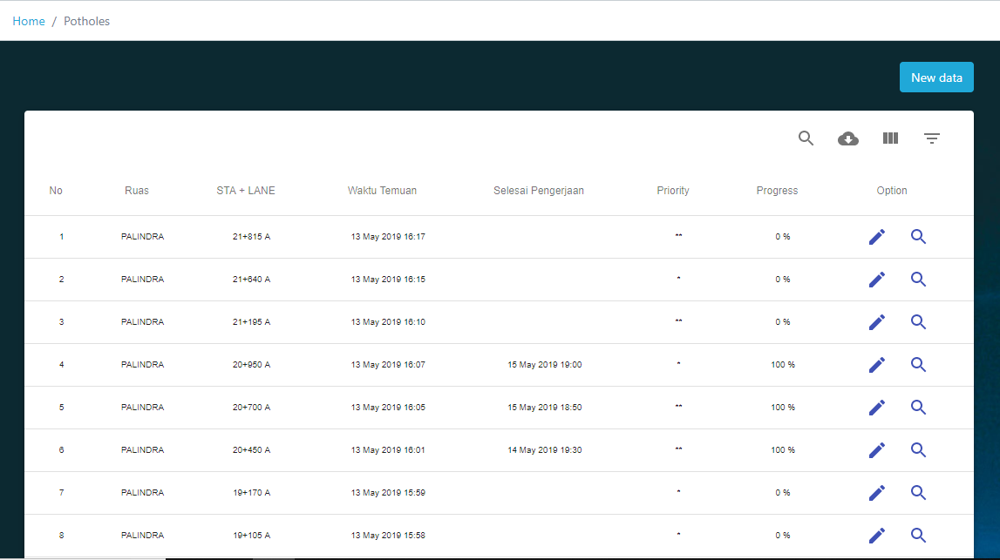 Home / Potholes
New data
No Ruas STA + LANE Waktu Temuan Selesai Pengerjaan Priority Progress Option
1 PALINDRA 21+815 A 13 May 2019 16:17 ** 0 %
2 PALINDRA 21+640 A 13 May 2019 16:15 * 0 %
3 PALINDRA 21+195 A 13 May 2019 16:10 ** 0 %
4 PALINDRA 20+950 A 13 May 2019 16:07 15 May 2019 19:00 * 100 %
5 PALINDRA 20+700 A 13 May 2019 16:05 15 May 2019 18:50 ** 100 %
6 PALINDRA 20+450 A 13 May 2019 16:01 14 May 2019 19:30 ** 100 %
7 PALINDRA 19+170 A 13 May 2019 15:59 * 0 %
8 PALINDRA 19+105 A 13 May 2019 15:58 * 0 %